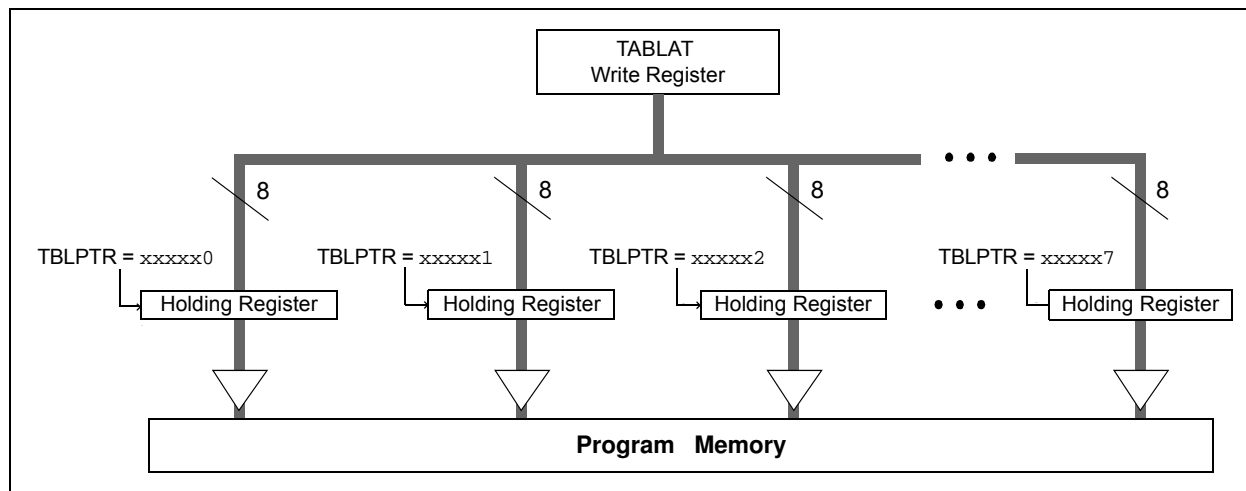 TABLAT
Write Register
8 8 8 8
TBLPTR = xxxxx0 TBLPTR = xxxxx1 TBLPTR = xxxxx2 TBLPTR = xxxxx7
Holding Register Holding Register Holding Register Holding Register
Program Memory